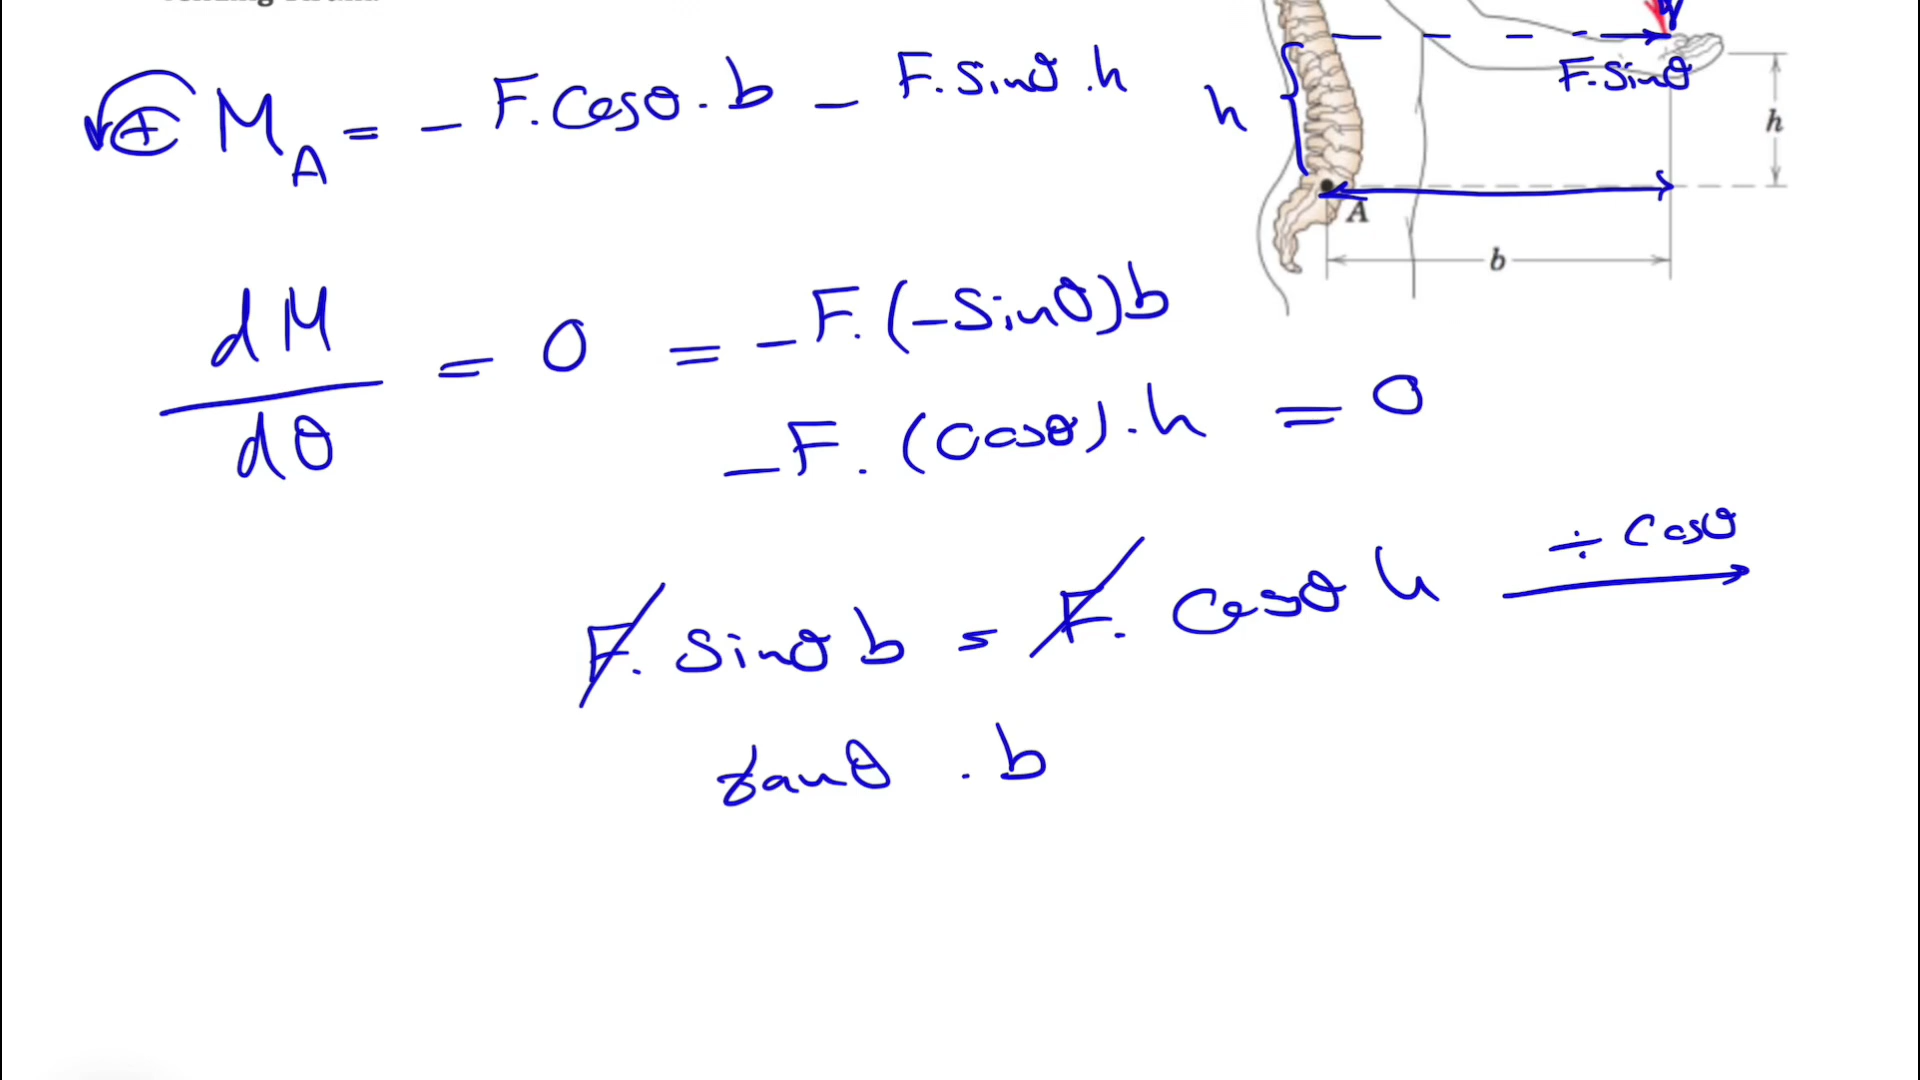 M_A = - F.Cosθ . b - F. Sinθ . h
h
F. Sinθ
h
A
b
dM/dθ = 0 = - F. (-Sinθ) b
- F. (Cosθ) . h = 0
÷ Cosθ
F. Sinθ b = F. Cosθ h
tanθ . b